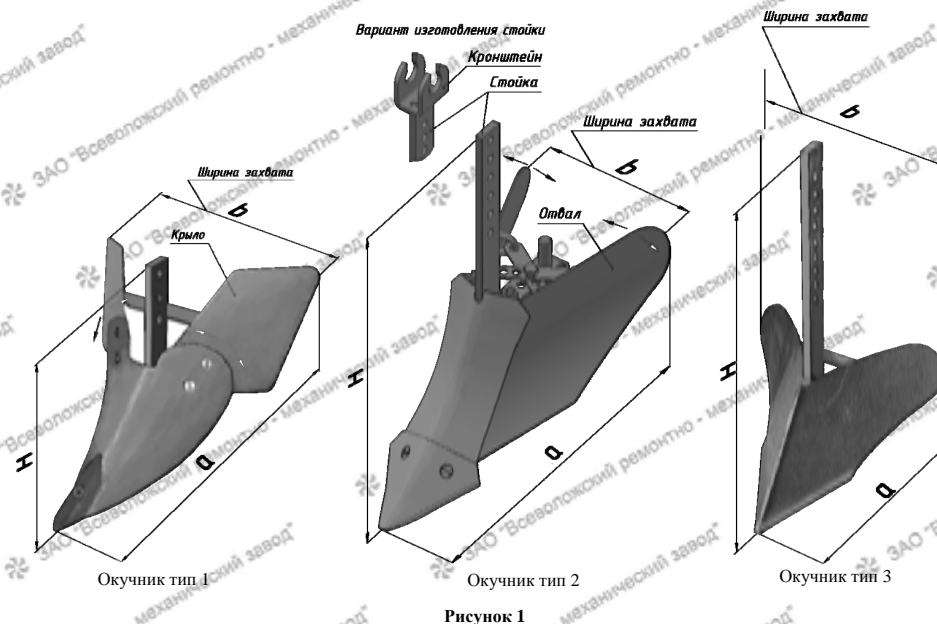 Вариант изготовления стойки
Кронштейн
Стойка
Ширина захвата
b
Крыло
H
a
Окучник тип 1
Ширина захвата
b
Отвал
H
a
Окучник тип 2
Ширина захвата
b
H
a
Окучник тип 3
Рисунок 1
ЗАО "Всеволожский ремонтно - механический завод"